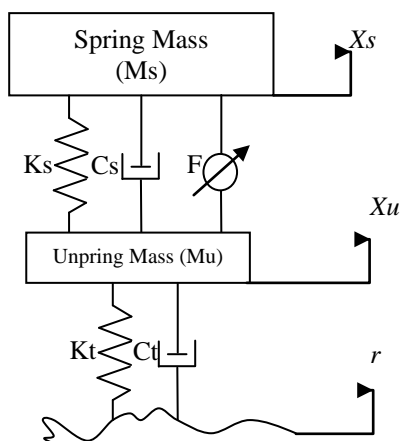 Spring Mass
(Ms)
Xs
Ks
Cs
F
Xu
Unpring Mass (Mu)
Kt
Ct
r